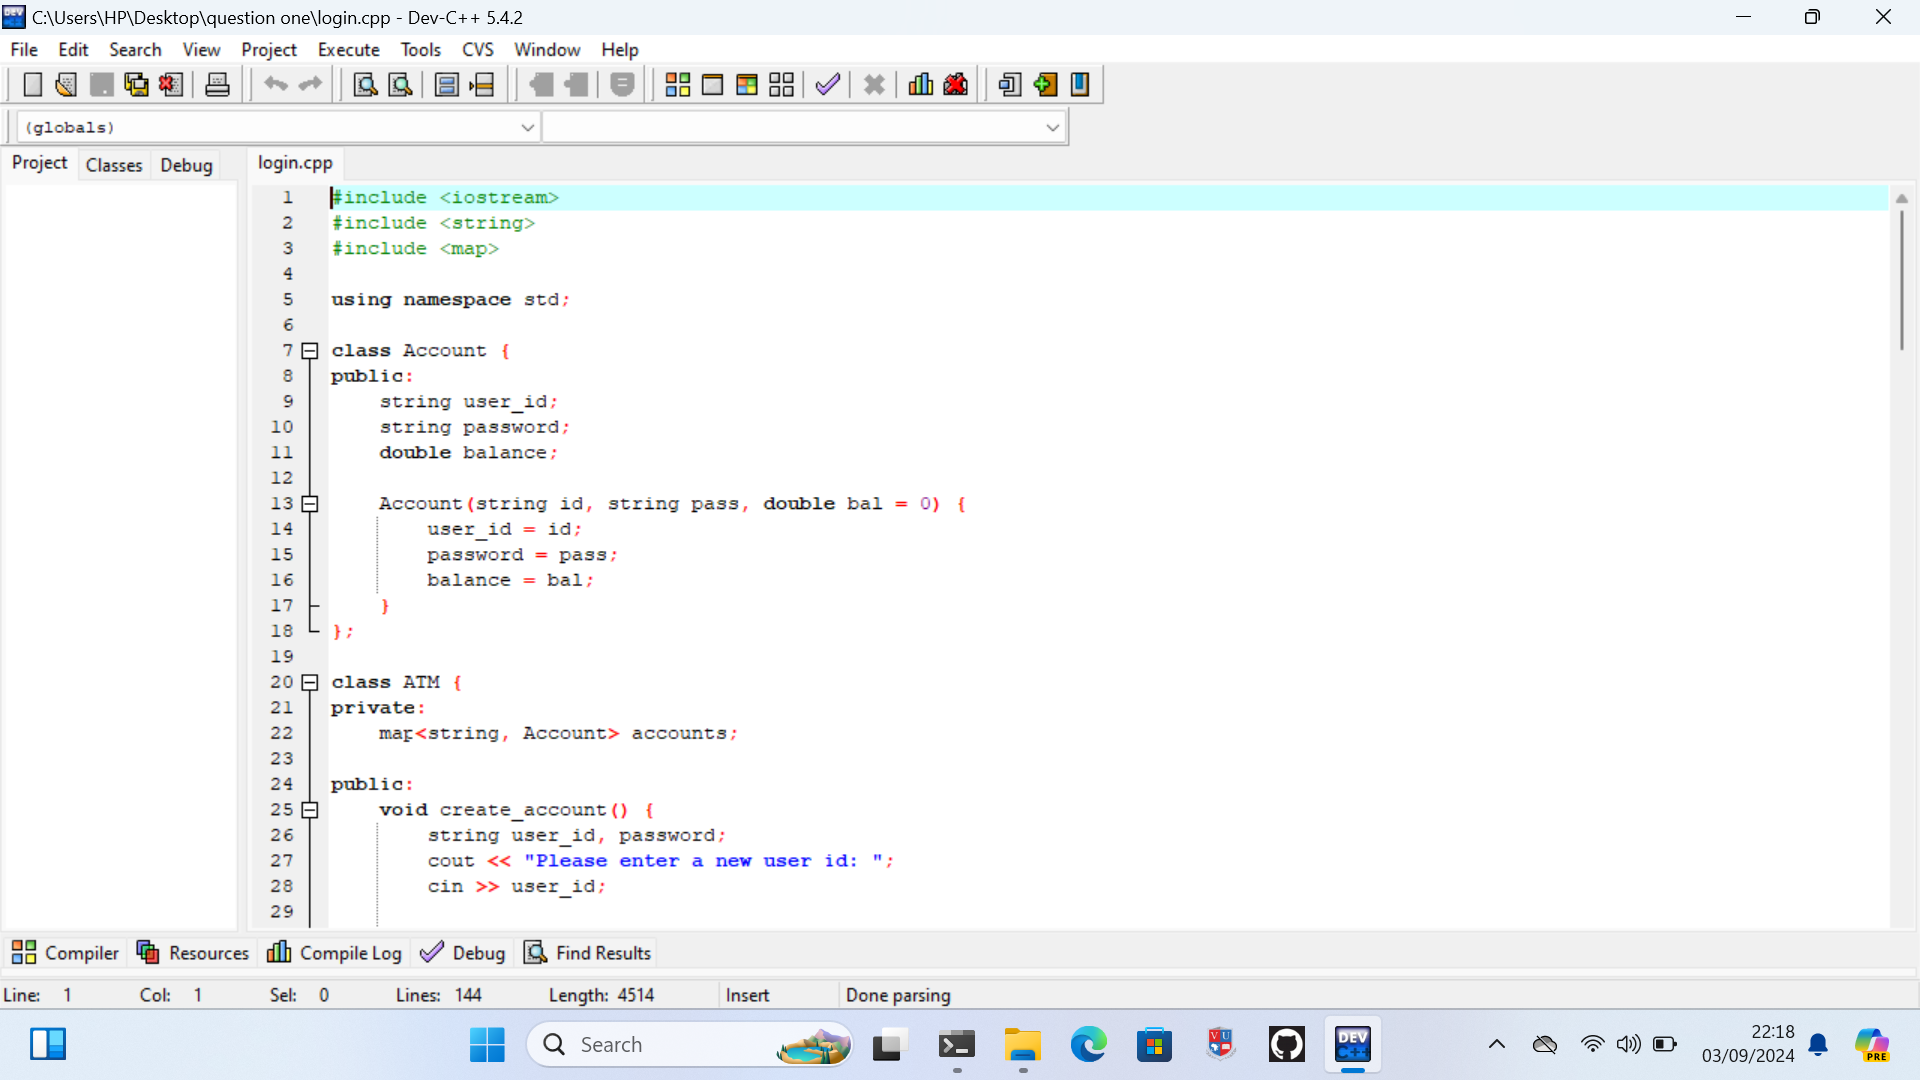 C:\Users\HP\Desktop\question one\login.cpp - Dev-C++ 5.4.2
File Edit Search View Project Execute Tools CVS Window Help
(globals)
Project Classes Debug login.cpp
1 #include <iostream>
2 #include <string>
3 #include <map>
4
5 using namespace std;
6
7 class Account {
8 public:
9 string user_id;
10 string password;
11 double balance;
12
13 Account(string id, string pass, double bal = 0) {
14 user_id = id;
15 password = pass;
16 balance = bal;
17 }
18 };
19
20 class ATM {
21 private:
22 map<string, Account> accounts;
23
24 public:
25 void create_account() {
26 string user_id, password;
27 cout << "Please enter a new user id: ";
28 cin >> user_id;
29
Compiler Resources Compile Log Debug Find Results
Line: 1 Col: 1 Sel: 0 Lines: 144 Length: 4514 Insert Done parsing
Search
DEV C++
22:18
03/09/2024
PRE